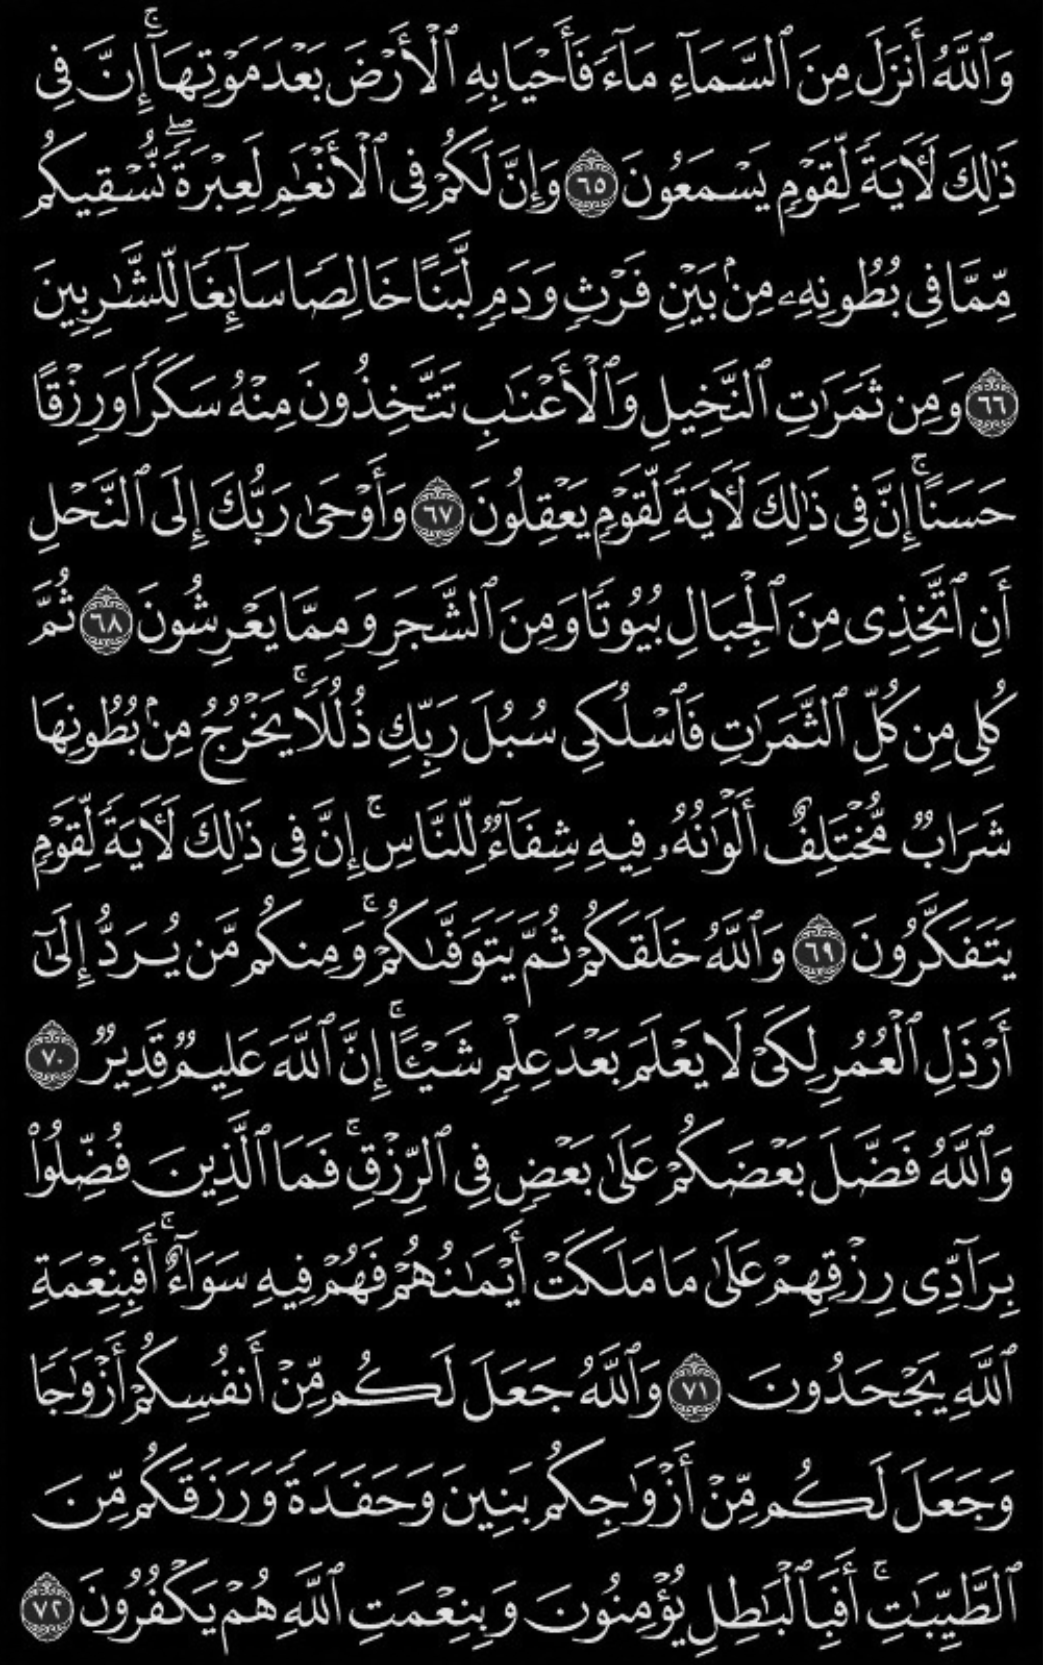 وَٱللَّهُ أَنزَلَ مِنَ ٱلسَّمَآءِ مَآءً فَأَحْيَا بِهِ ٱلْأَرْضَ بَعْدَ مَوْتِهَآۚ إِنَّ فِى
ذَٰلِكَ لَـَٔايَةً لِّقَوْمٍ يَسْمَعُونَ ٦٥ وَإِنَّ لَكُمْ فِى ٱلْأَنْعَٰمِ لَعِبْرَةًۖ نُّسْقِيكُم
مِّمَّا فِى بُطُونِهِۦ مِنۢ بَيْنِ فَرْثٍ وَدَمٍ لَّبَنًا خَالِصًا سَآئِغًا لِّلشَّٰرِبِينَ
٦٦ وَمِن ثَمَرَٰتِ ٱلنَّخِيلِ وَٱلْأَعْنَٰبِ تَتَّخِذُونَ مِنْهُ سَكَرًا وَرِزْقًا
حَسَنًاۗ إِنَّ فِى ذَٰلِكَ لَـَٔايَةً لِّقَوْمٍ يَعْقِلُونَ ٦٧ وَأَوْحَىٰ رَبُّكَ إِلَى ٱلنَّحْلِ
أَنِ ٱتَّخِذِى مِنَ ٱلْجِبَالِ بُيُوتًا وَمِنَ ٱلشَّجَرِ وَمِمَّا يَعْرِشُونَ ٦٨ ثُمَّ
كُلِى مِن كُلِّ ٱلثَّمَرَٰتِ فَٱسْلُكِى سُبُلَ رَبِّكِ ذُلُلًاۚ يَخْرُجُ مِنۢ بُطُونِهَا
شَرَابٌ مُّخْتَلِفٌ أَلْوَٰنُهُۥ فِيهِ شِفَآءٌ لِّلنَّاسِۚ إِنَّ فِى ذَٰلِكَ لَـَٔايَةً لِّقَوْمٍ
يَتَفَكَّرُونَ ٦٩ وَٱللَّهُ خَلَقَكُمْ ثُمَّ يَتَوَفَّىٰكُمْۚ وَمِنكُم مَّن يُرَدُّ إِلَىٰٓ
أَرْذَلِ ٱلْعُمُرِ لِكَىْ لَا يَعْلَمَ بَعْدَ عِلْمٍ شَيْـًٔاۚ إِنَّ ٱللَّهَ عَلِيمٌ قَدِيرٌ ٧٠
وَٱللَّهُ فَضَّلَ بَعْضَكُمْ عَلَىٰ بَعْضٍ فِى ٱلرِّزْقِۚ فَمَا ٱلَّذِينَ فُضِّلُوا۟
بِرَآدِّى رِزْقِهِمْ عَلَىٰ مَا مَلَكَتْ أَيْمَٰنُهُمْ فَهُمْ فِيهِ سَوَآءٌۚ أَفَبِنِعْمَةِ
ٱللَّهِ يَجْحَدُونَ ٧١ وَٱللَّهُ جَعَلَ لَكُم مِّنْ أَنفُسِكُمْ أَزْوَٰجًا
وَجَعَلَ لَكُم مِّنْ أَزْوَٰجِكُم بَنِينَ وَحَفَدَةً وَرَزَقَكُم مِّنَ
ٱلطَّيِّبَٰتِۚ أَفَبِٱلْبَٰطِلِ يُؤْمِنُونَ وَبِنِعْمَتِ ٱللَّهِ هُمْ يَكْفُرُونَ ٧٢